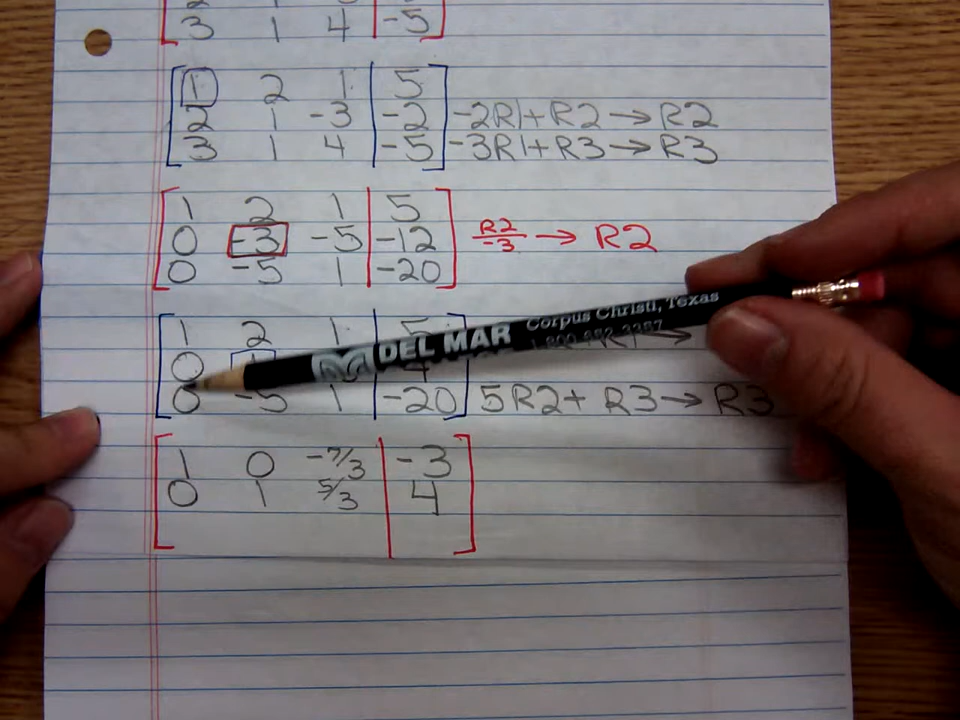 3 1 4 -5
1 2 1 5
2 1 -3 -2 -2R1+R2→R2
3 1 4 -5 -3R1+R3→R3
1 2 1 5
0 -3 -5 -12 R2/-3 → R2
0 -5 1 -20
1 2 1 5
DEL MAR Corpus Christi, Texas
0 4
0 -5 1 -20 5R2+ R3→R3
1 0 -7/3 -3
0 1 5/3 4